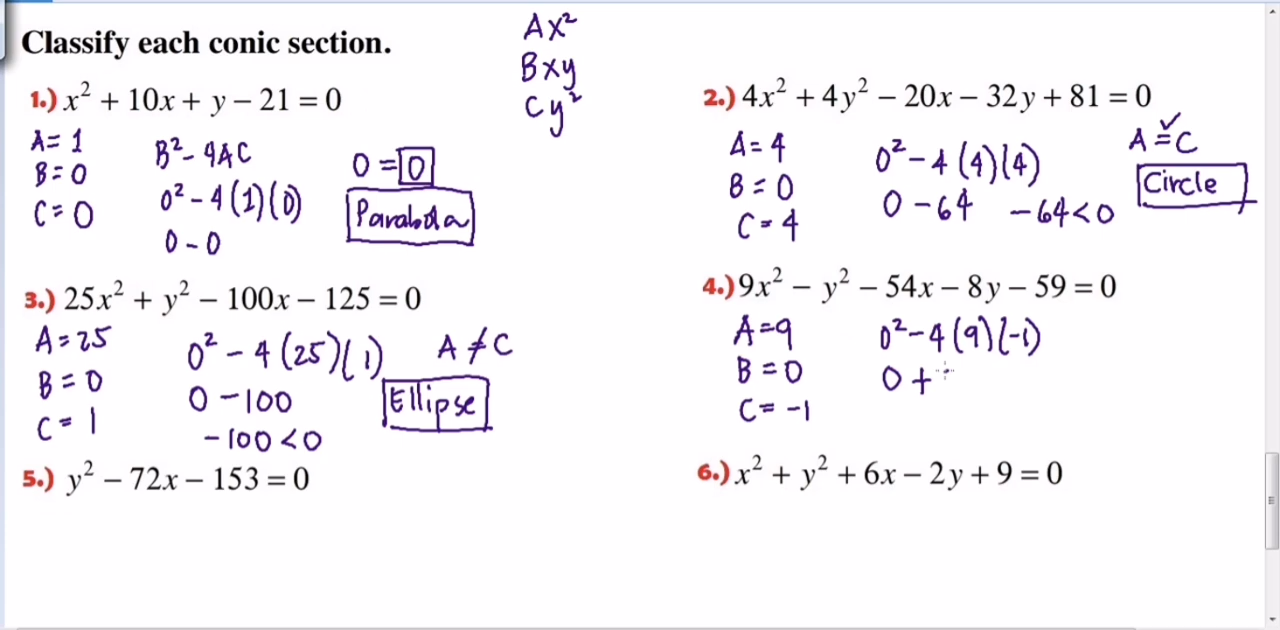 Classify each conic section.
Ax²
Bxy
Cy²
1.) x² + 10x + y − 21 = 0
A = 1
B = 0
C = 0
B² − 4AC
0² − 4(1)(0)
0 − 0
0 = 0
Parabola
2.) 4x² + 4y² − 20x − 32y + 81 = 0
A = 4
B = 0
C = 4
0² − 4(4)(4)
0 − 64
−64 < 0
A = C ✓
Circle
3.) 25x² + y² − 100x − 125 = 0
A = 25
B = 0
C = 1
0² − 4(25)(1)
0 − 100
−100 < 0
A ≠ C
Ellipse
4.) 9x² − y² − 54x − 8y − 59 = 0
A = 9
B = 0
C = −1
0² − 4(9)(−1)
0 +
5.) y² − 72x − 153 = 0
6.) x² + y² + 6x − 2y + 9 = 0